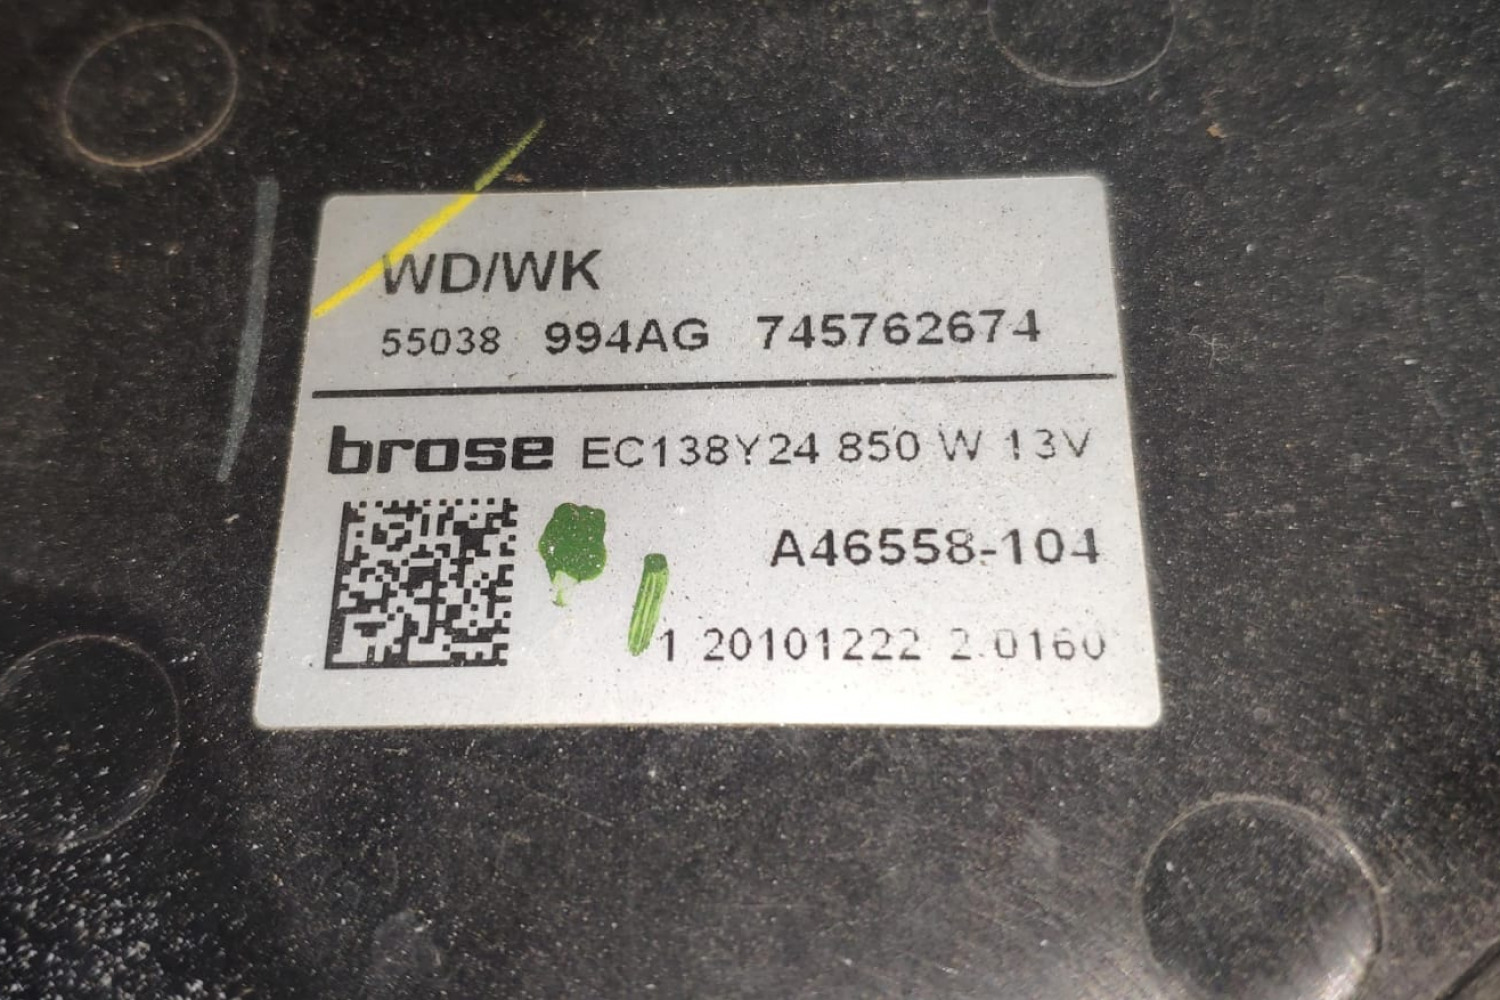 WD/WK
55038 994AG 745762674
brose EC138Y24 850 W 13V
A46558-104
1 20101222 2.0160